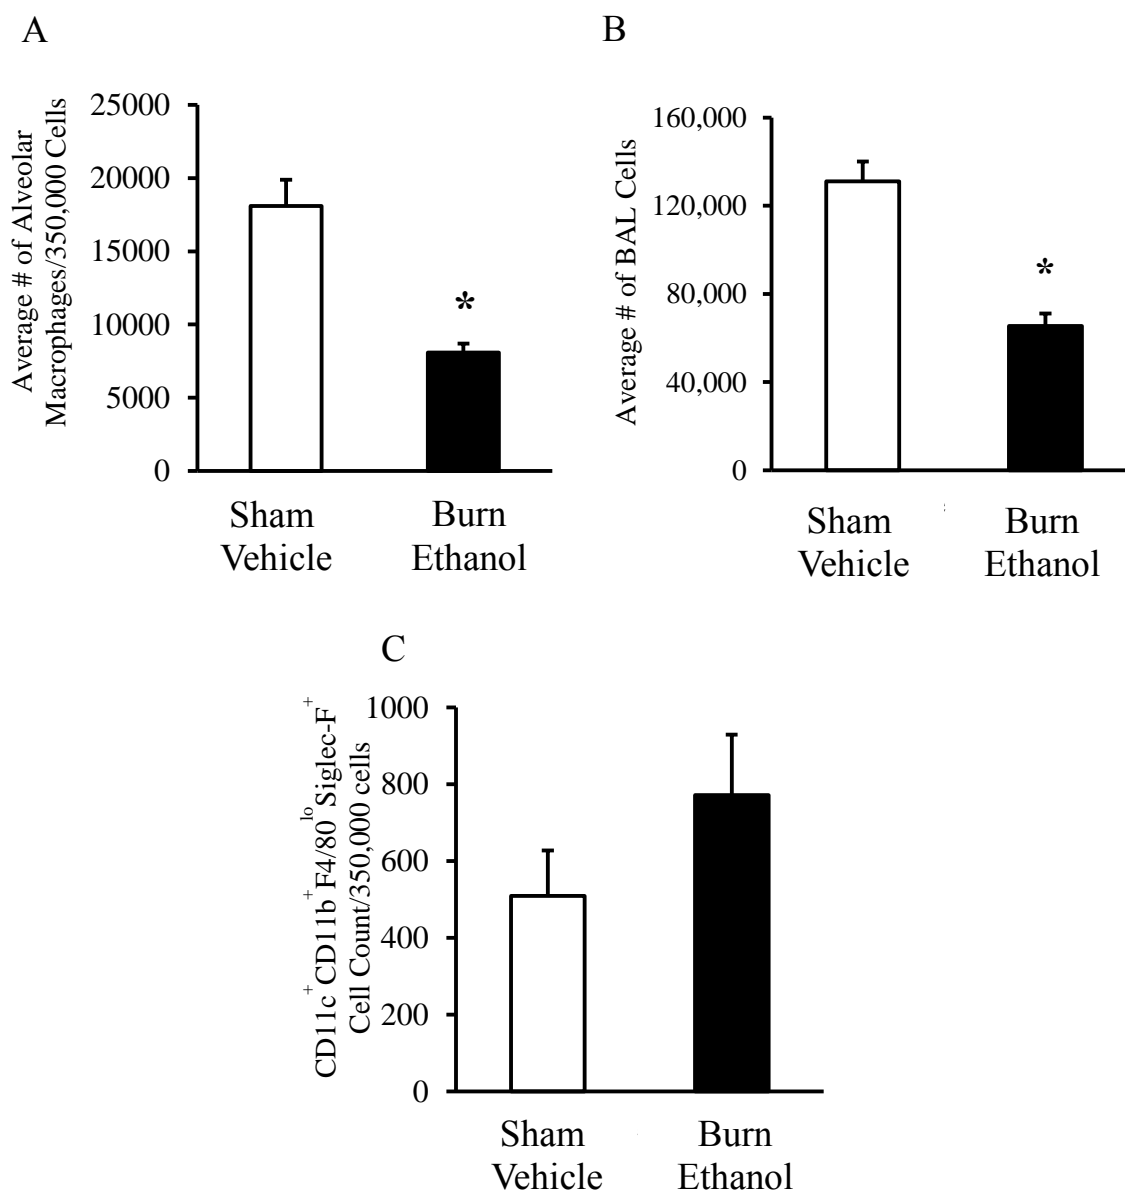 A
Average # of Alveolar
Macrophages/350,000 Cells
25000
20000
15000
10000
5000
0
*
Sham
Vehicle
Burn
Ethanol
B
Average # of BAL Cells
160,000
120,000
80,000
40,000
0
*
Sham
Vehicle
Burn
Ethanol
C
CD11c⁺ CD11b⁺ F4/80ˡᵒ Siglec-F⁺
Cell Count/350,000 cells
1000
800
600
400
200
0
Sham
Vehicle
Burn
Ethanol